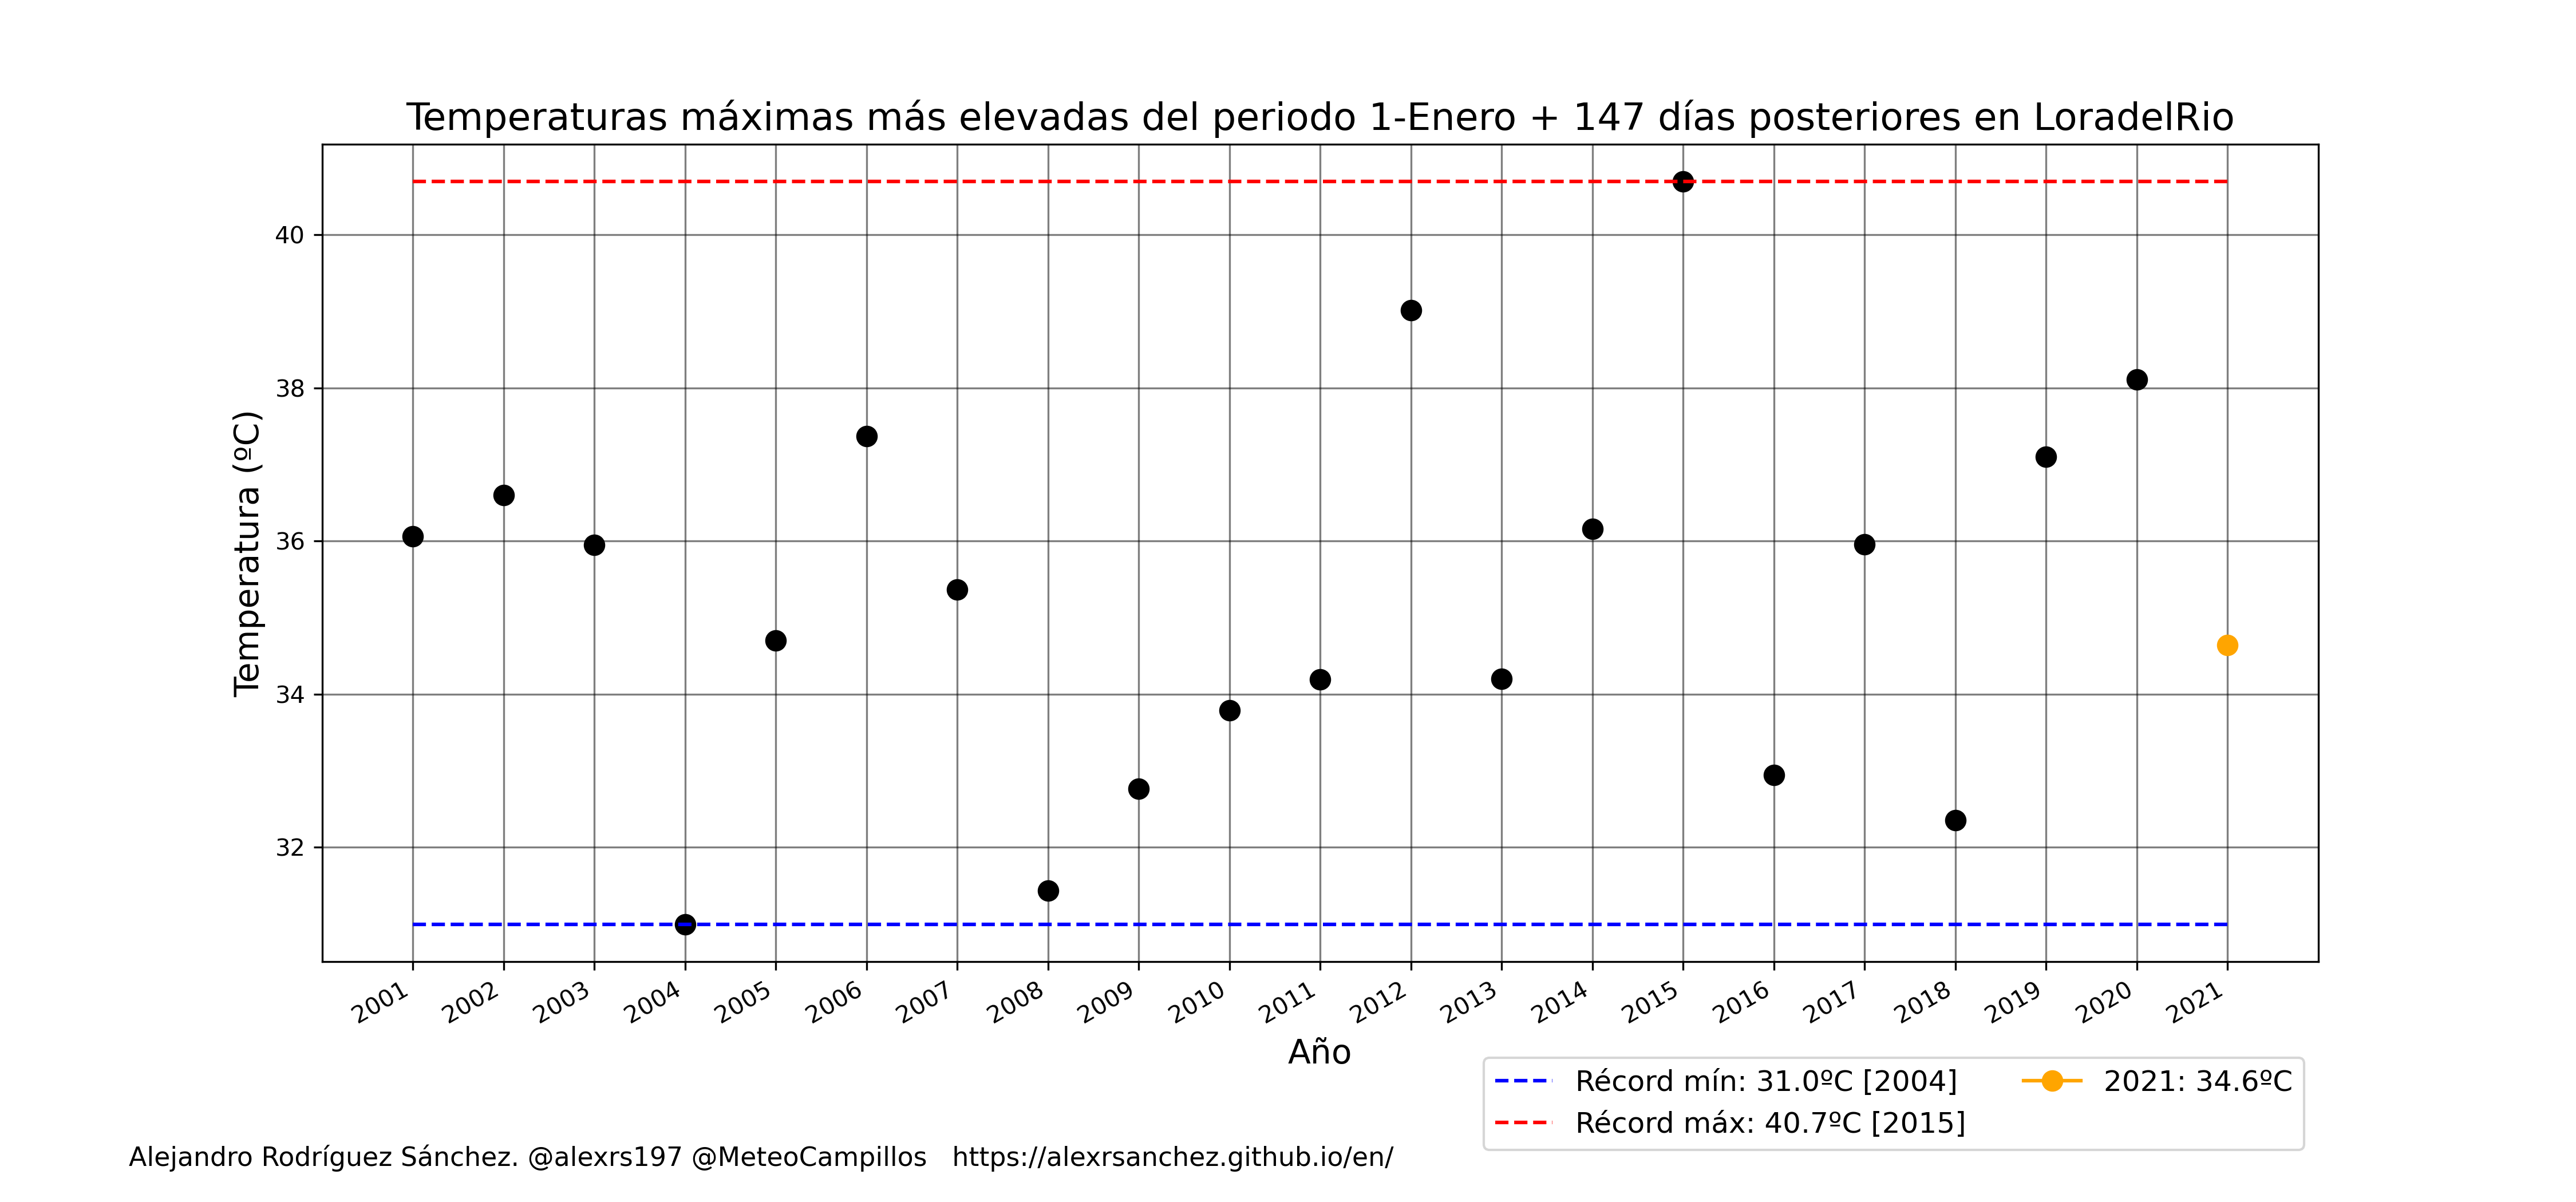 Temperaturas máximas más elevadas del periodo 1-Enero + 147 días posteriores en LoradelRio
Temperatura (ºC)
40
38
36
34
32
2001 2002 2003 2004 2005 2006 2007 2008 2009 2010 2011 2012 2013 2014 2015 2016 2017 2018 2019 2020 2021
Año
Récord mín: 31.0ºC [2004]
Récord máx: 40.7ºC [2015]
2021: 34.6ºC
Alejandro Rodríguez Sánchez. @alexrs197 @MeteoCampillos https://alexrsanchez.github.io/en/